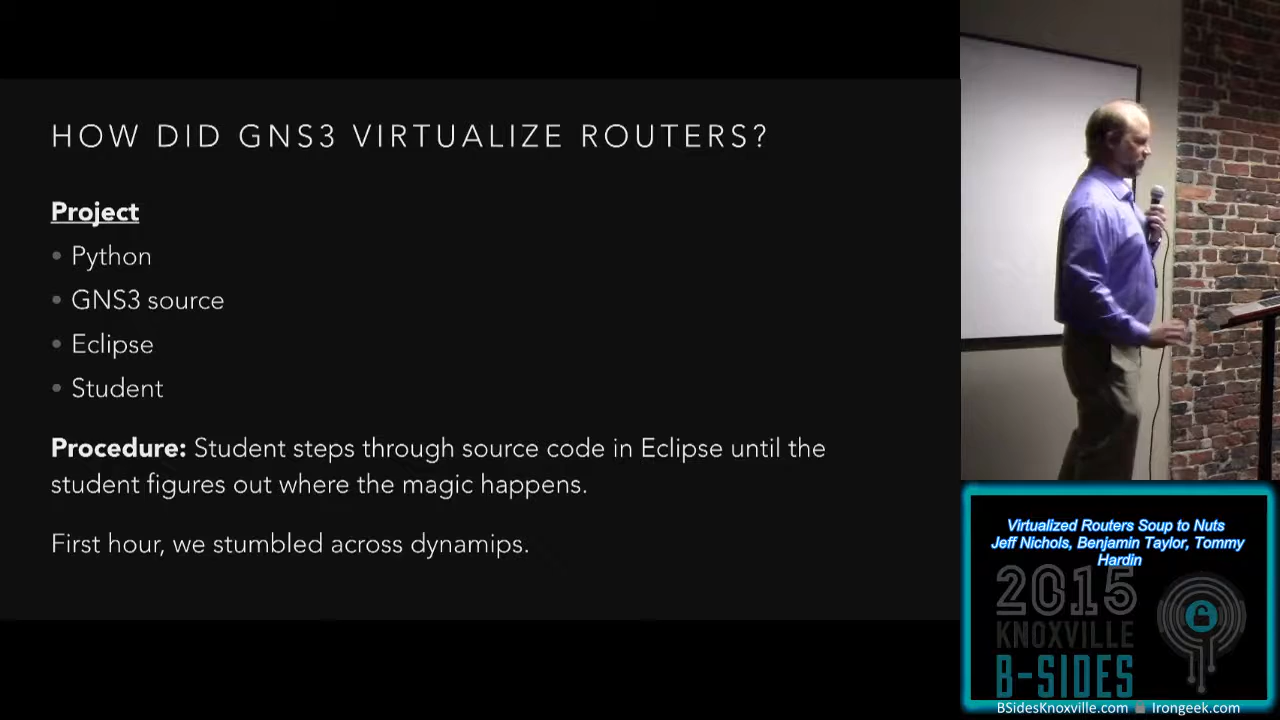 HOW DID GNS3 VIRTUALIZE ROUTERS?
Project
• Python
• GNS3 source
• Eclipse
• Student
Procedure: Student steps through source code in Eclipse until the
student figures out where the magic happens.
First hour, we stumbled across dynamips.
Virtualized Routers Soup to Nuts
Jeff Nichols, Benjamin Taylor, Tommy
Hardin
2015
KNOXVILLE
B-SIDES
BSidesKnoxville.com Irongeek.com